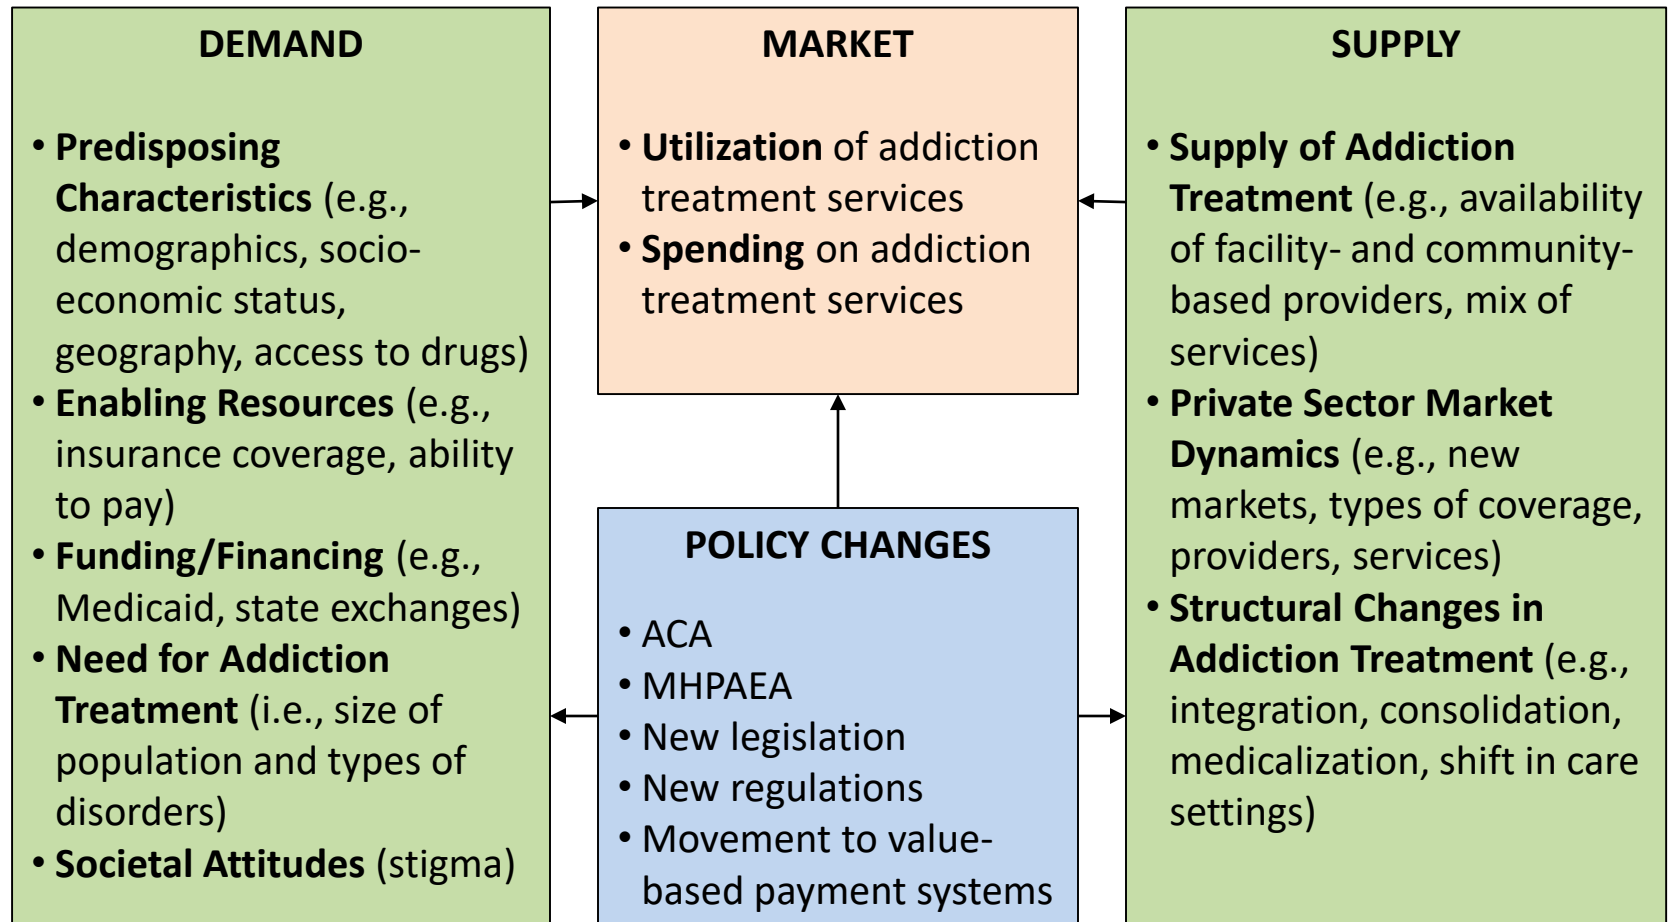 DEMAND
• Predisposing
Characteristics (e.g.,
demographics, socio-
economic status,
geography, access to drugs)
• Enabling Resources (e.g.,
insurance coverage, ability
to pay)
• Funding/Financing (e.g.,
Medicaid, state exchanges)
• Need for Addiction
Treatment (i.e., size of
population and types of
disorders)
• Societal Attitudes (stigma)
MARKET
• Utilization of addiction
treatment services
• Spending on addiction
treatment services
POLICY CHANGES
• ACA
• MHPAEA
• New legislation
• New regulations
• Movement to value-
based payment systems
SUPPLY
• Supply of Addiction
Treatment (e.g., availability
of facility- and community-
based providers, mix of
services)
• Private Sector Market
Dynamics (e.g., new
markets, types of coverage,
providers, services)
• Structural Changes in
Addiction Treatment (e.g.,
integration, consolidation,
medicalization, shift in care
settings)